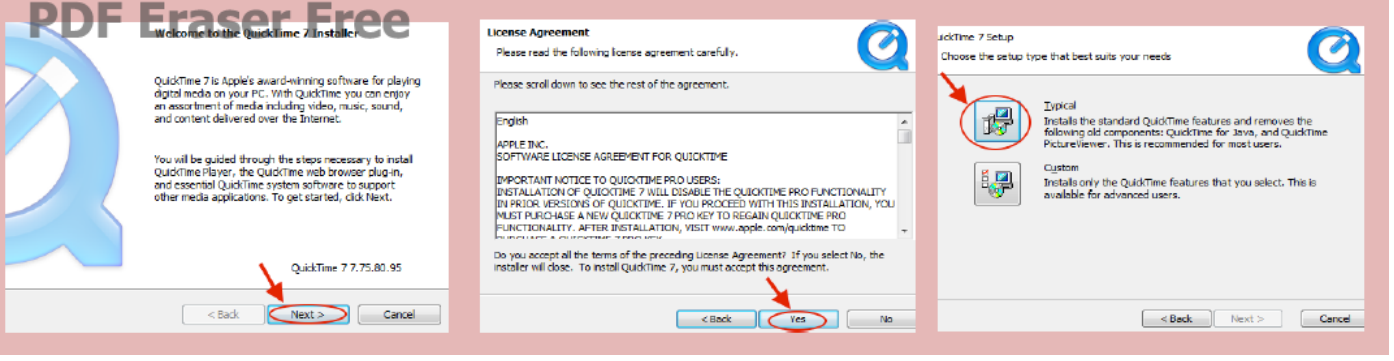 PDF Eraser Free
Welcome to the QuickTime 7 Installer
QuickTime 7 is Apple's award-winning software for playing
digital media on your PC. With QuickTime you can enjoy
an assortment of media including video, music, sound,
and content delivered over the Internet.
You will be guided through the steps necessary to install
QuickTime Player, the QuickTime web browser plug-in,
and essential QuickTime system software to support
other media applications. To get started, click Next.
QuickTime 7 7.75.80.95
< Back
Next >
Cancel
License Agreement
Please read the following license agreement carefully.
Please scroll down to see the rest of the agreement.
English
APPLE INC.
SOFTWARE LICENSE AGREEMENT FOR QUICKTIME
IMPORTANT NOTICE TO QUICKTIME PRO USERS:
INSTALLATION OF QUICKTIME 7 WILL DISABLE THE QUICKTIME PRO FUNCTIONALITY
IN PRIOR VERSIONS OF QUICKTIME. IF YOU PROCEED WITH THIS INSTALLATION, YOU
MUST PURCHASE A NEW QUICKTIME 7 PRO KEY TO REGAIN QUICKTIME PRO
FUNCTIONALITY. AFTER INSTALLATION, VISIT www.apple.com/quicktime TO
PURCHASE A QUICKTIME 7 PRO KEY.
Do you accept all the terms of the preceding License Agreement? If you select No, the
installer will close. To install QuickTime 7, you must accept this agreement.
< Back
Yes
No
uickTime 7 Setup
Choose the setup type that best suits your needs
Typical
Installs the standard QuickTime features and removes the
following old components: QuickTime for Java, and QuickTime
PictureViewer. This is recommended for most users.
Custom
Installs only the QuickTime features that you select. This is
available for advanced users.
< Back
Next >
Cancel